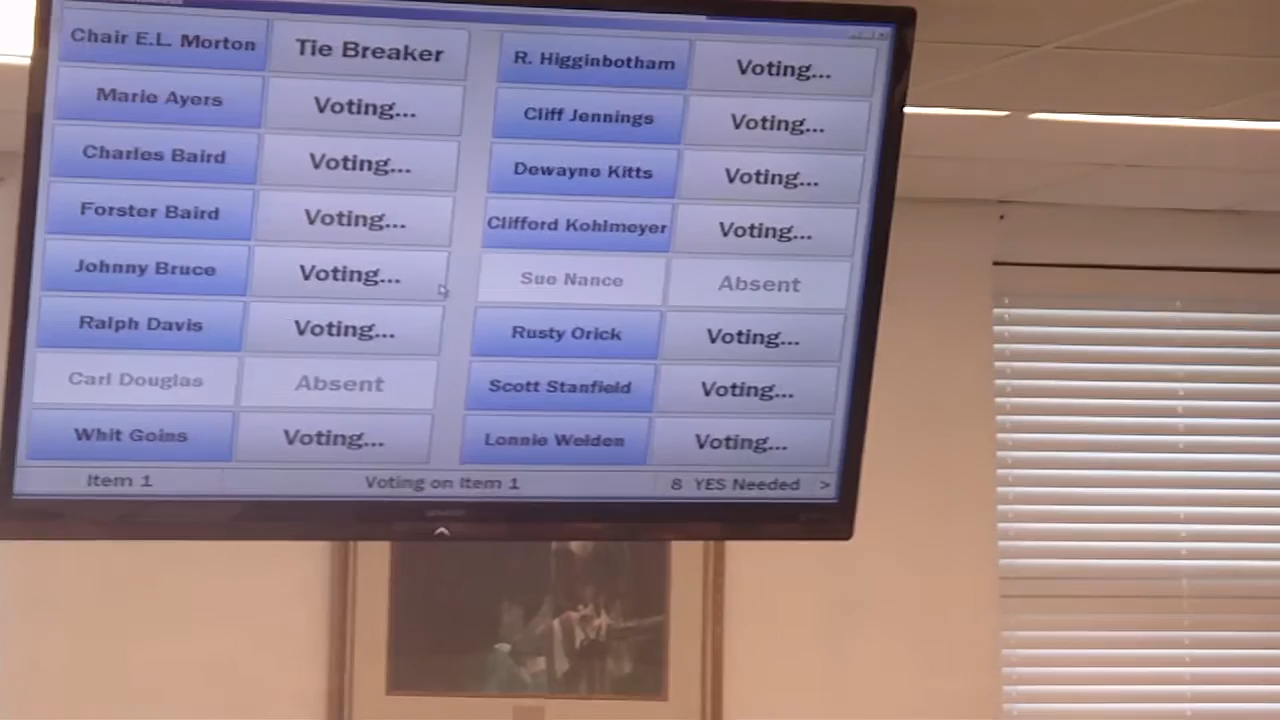 Chair E.L. Morton Tie Breaker
Marie Ayers Voting...
Charles Baird Voting...
Forster Baird Voting...
Johnny Bruce Voting...
Ralph Davis Voting...
Carl Douglas Absent
Whit Goins Voting...
R. Higginbotham Voting...
Cliff Jennings Voting...
Dewayne Kitts Voting...
Clifford Kohlmeyer Voting...
Sue Nance Absent
Rusty Orick Voting...
Scott Stanfield Voting...
Lonnie Welden Voting...
Item 1 Voting on Item 1 8 YES Needed >